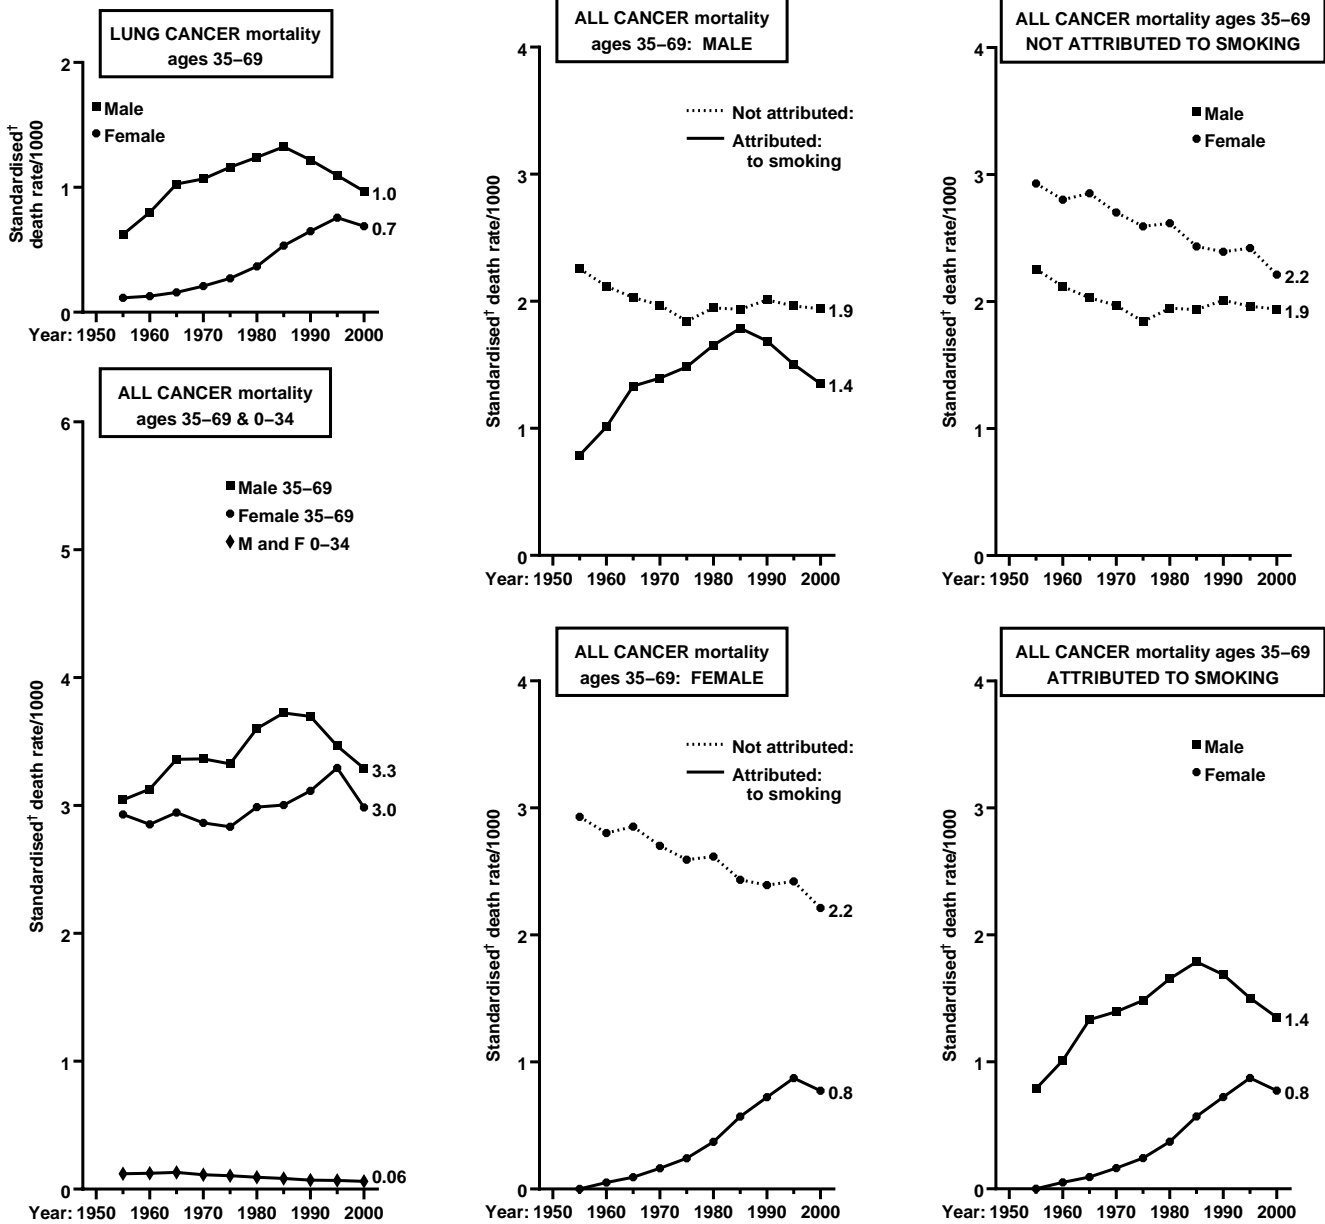 LUNG CANCER mortality
ages 35–69
2
1
0
Standardised†
death rate/1000
Male
Female
1.0
0.7
Year: 1950 1960 1970 1980 1990 2000
ALL CANCER mortality
ages 35–69 & 0–34
6
5
4
3
2
1
0
Standardised† death rate/1000
Male 35–69
Female 35–69
M and F 0–34
3.3
3.0
0.06
Year: 1950 1960 1970 1980 1990 2000
ALL CANCER mortality
ages 35–69: MALE
4
3
2
1
0
Standardised† death rate/1000
Not attributed:
Attributed:
to smoking
1.9
1.4
Year: 1950 1960 1970 1980 1990 2000
ALL CANCER mortality
ages 35–69: FEMALE
4
3
2
1
0
Standardised† death rate/1000
Not attributed:
Attributed:
to smoking
2.2
0.8
Year: 1950 1960 1970 1980 1990 2000
ALL CANCER mortality ages 35–69
NOT ATTRIBUTED TO SMOKING
4
3
2
1
0
Standardised† death rate/1000
Male
Female
2.2
1.9
Year: 1950 1960 1970 1980 1990 2000
ALL CANCER mortality ages 35–69
ATTRIBUTED TO SMOKING
4
3
2
1
0
Standardised† death rate/1000
Male
Female
1.4
0.8
Year: 1950 1960 1970 1980 1990 2000